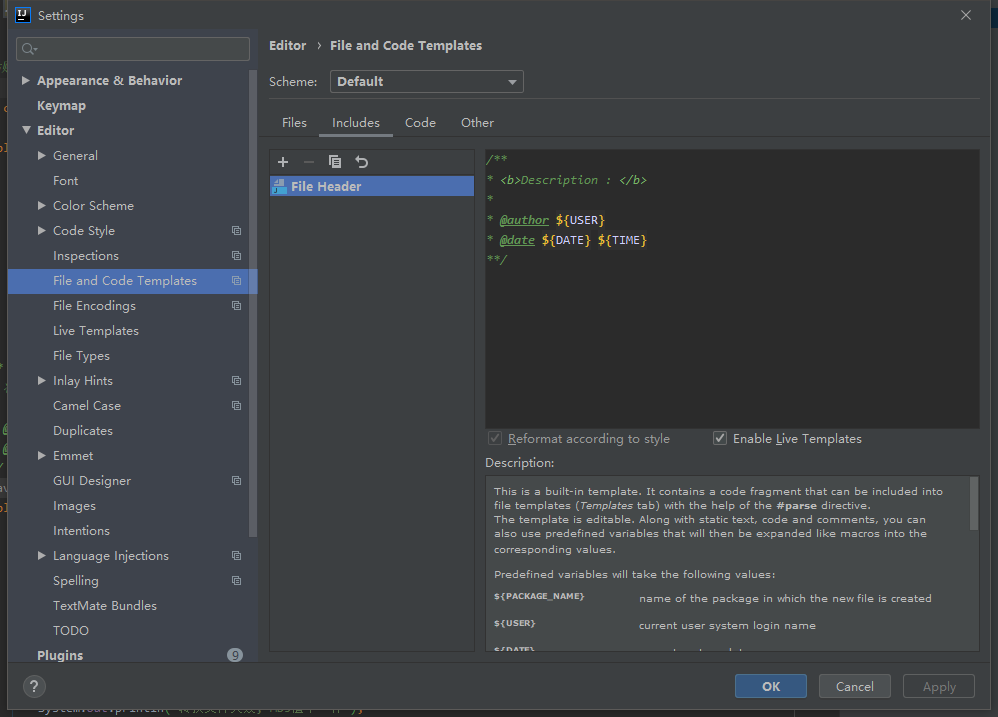 Settings
Appearance & Behavior
Keymap
Editor
General
Font
Color Scheme
Code Style
Inspections
File and Code Templates
File Encodings
Live Templates
File Types
Inlay Hints
Camel Case
Duplicates
Emmet
GUI Designer
Images
Intentions
Language Injections
Spelling
TextMate Bundles
TODO
Plugins 9
Editor › File and Code Templates
Scheme: Default
Files Includes Code Other
File Header
/**
* <b>Description : </b>
*
* @author ${USER}
* @date ${DATE} ${TIME}
**/
Reformat according to style Enable Live Templates
Description:
This is a built-in template. It contains a code fragment that can be included into
file templates (Templates tab) with the help of the #parse directive.
The template is editable. Along with static text, code and comments, you can
also use predefined variables that will then be expanded like macros into the
corresponding values.
Predefined variables will take the following values:
${PACKAGE_NAME} name of the package in which the new file is created
${USER} current user system login name
${DATE}
? OK Cancel Apply